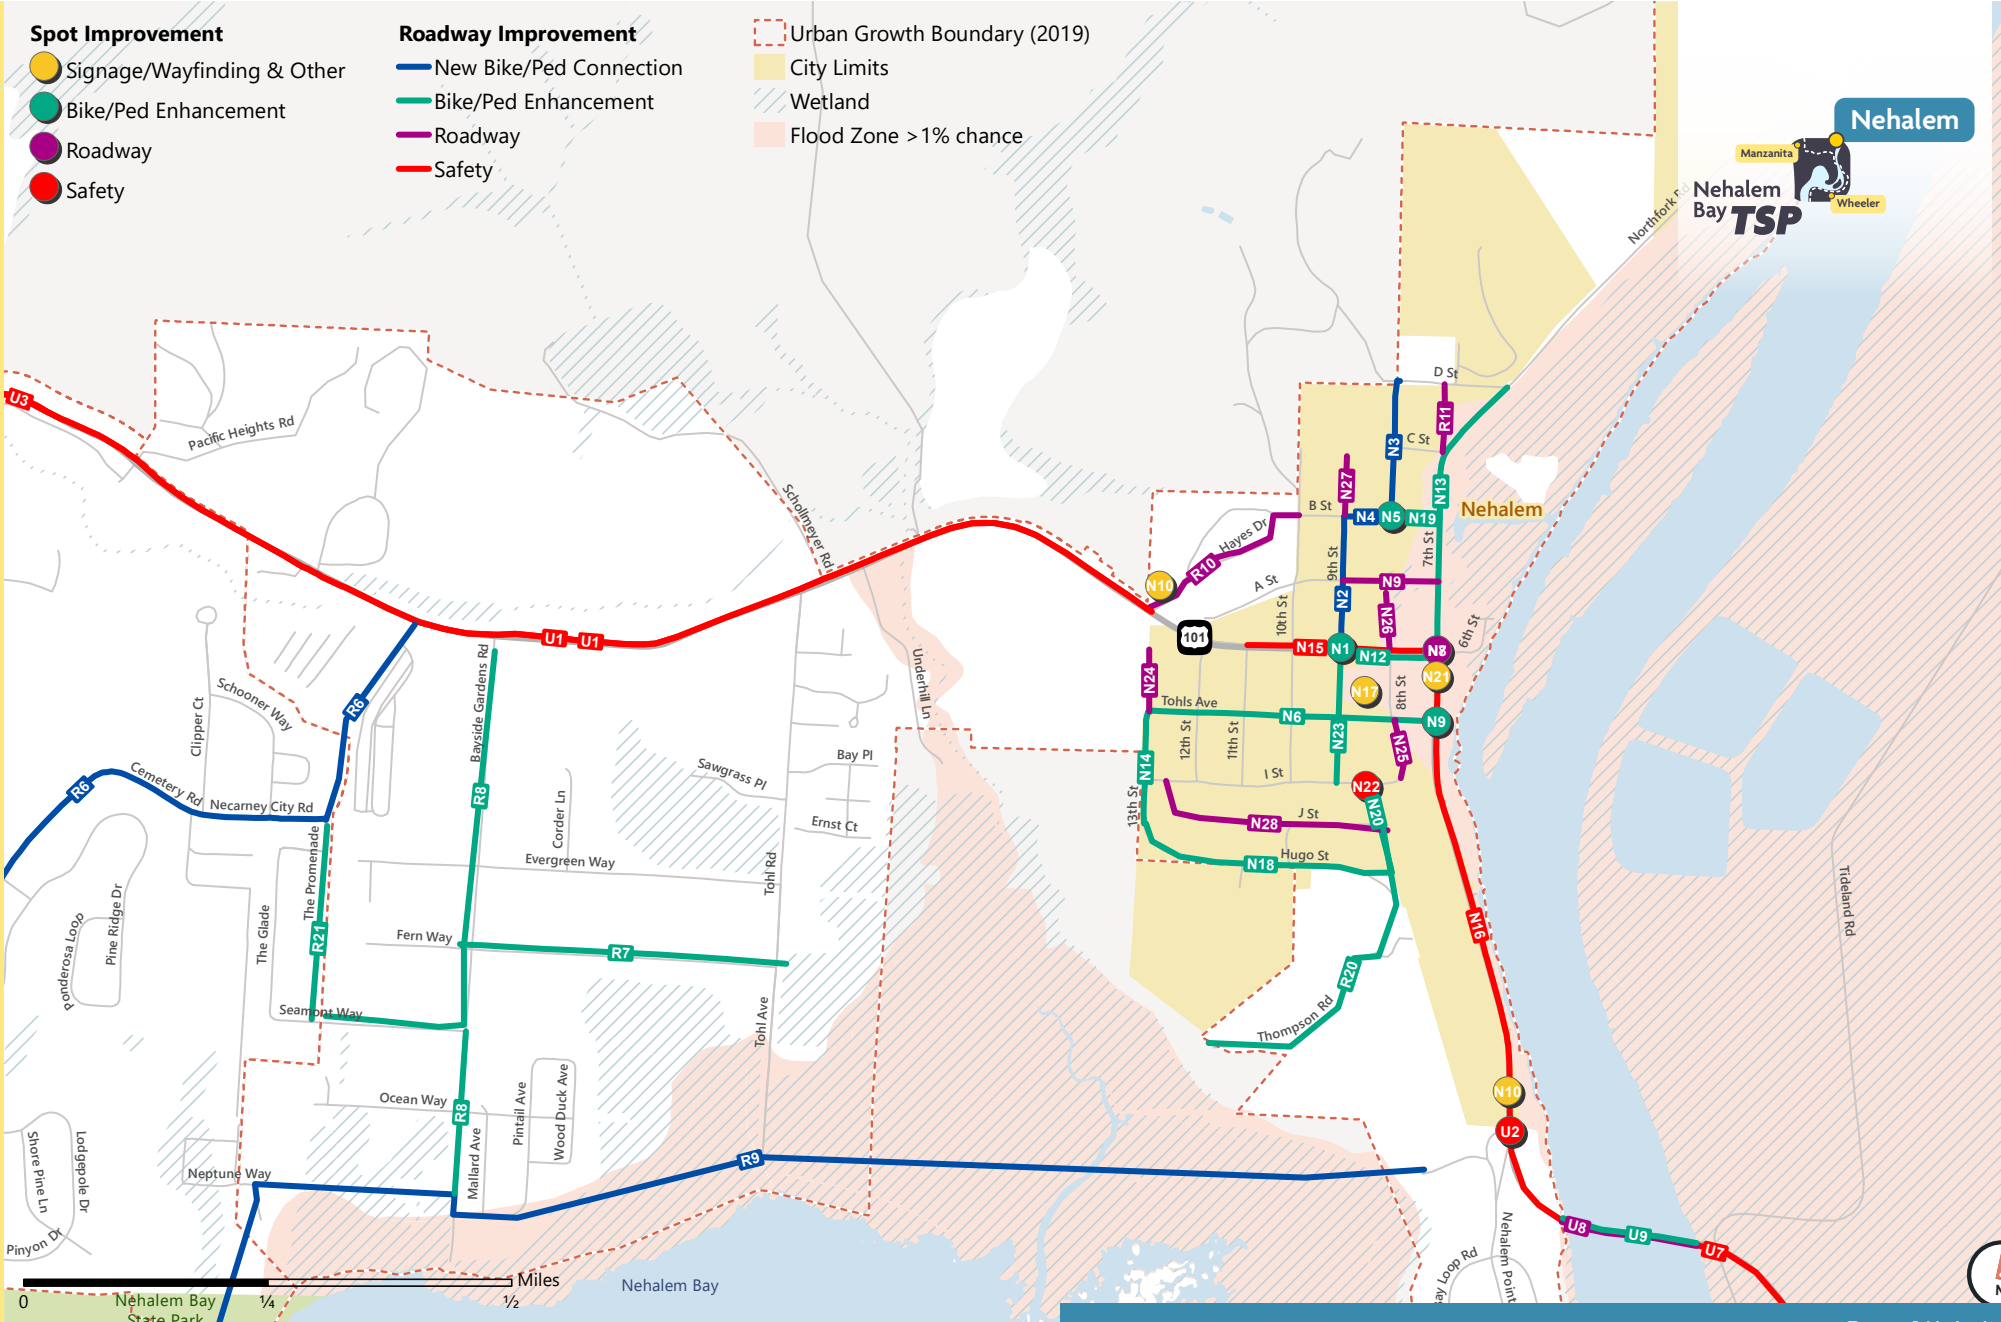 Spot Improvement
Signage/Wayfinding & Other
Bike/Ped Enhancement
Roadway
Safety
Roadway Improvement
New Bike/Ped Connection
Bike/Ped Enhancement
Roadway
Safety
Urban Growth Boundary (2019)
City Limits
Wetland
Flood Zone >1% chance
Nehalem
Manzanita
Nehalem
Bay TSP
Wheeler
Northfork Rd
D St
R11
U3
Pacific Heights Rd
N3
C St
N27
N13
Schollmeyer Rd
B St
N4
N5
N19
Nehalem
Hayes Dr
R10
9th St
7th St
N10
A St
N9
N2
10th St
N26
6th St
U1
U1
101
N15
N1
N12
N8
Bayside Gardens Rd
Underhill Ln
N24
N21
N17
8th St
Schooner Way
R6
Clipper Ct
Tohls Ave
N6
N9
12th St
11th St
N23
N25
Bay Pl
Sawgrass Pl
N14
I St
R6
Cemetery Rd
Necarney City Rd
R8
N22
13th St
N20
Corder Ln
Ernst Ct
J St
N28
Evergreen Way
Hugo St
N18
The Promenade
Tohl Rd
Tideland Rd
Ponderosa Loop
Pine Ridge Dr
The Glade
R21
Fern Way
R7
N16
R20
Seamont Way
Tohl Ave
Thompson Rd
N10
Ocean Way
R8
Pintail Ave
Wood Duck Ave
U2
Shore Pine Ln
Lodgepole Dr
Mallard Ave
R9
Neptune Way
Pinyon Dr
Nehalem Point
U8
U9
U7
Loop Rd
Miles
0
¼
½
Nehalem Bay
State Park
Nehalem Bay